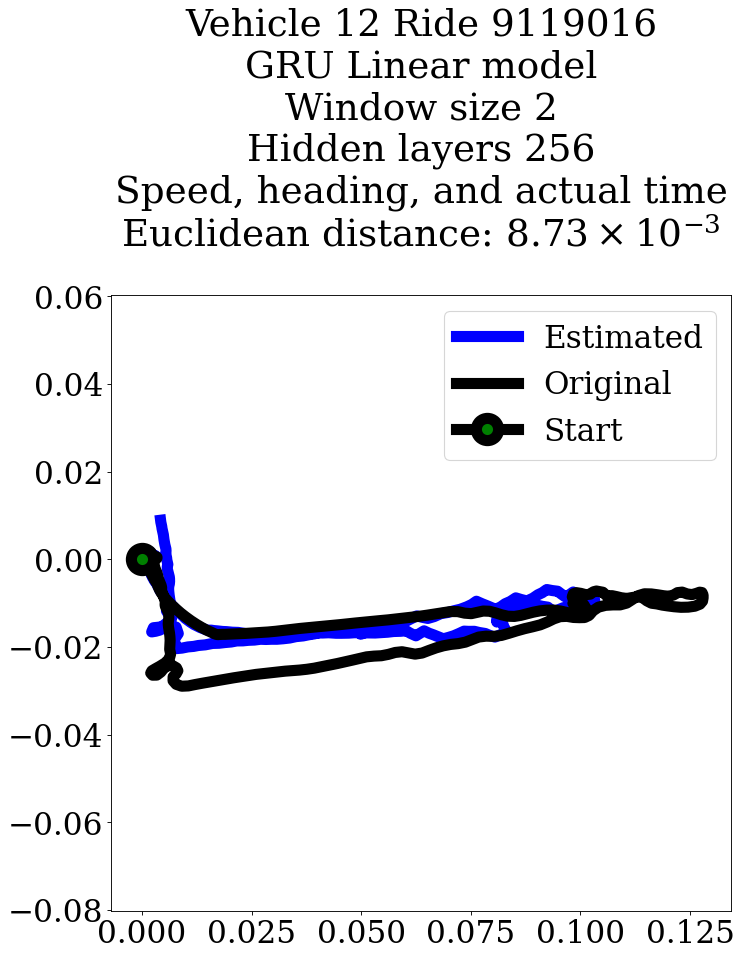 Vehicle 12 Ride 9119016
GRU Linear model
Window size 2
Hidden layers 256
Speed, heading, and actual time
Euclidean distance: 8.73 × 10⁻³
0.06
Estimated
0.04
Original
Start
0.02
0.00
−0.02
−0.04
−0.06
−0.08
0.000 0.025 0.050 0.075 0.100 0.125